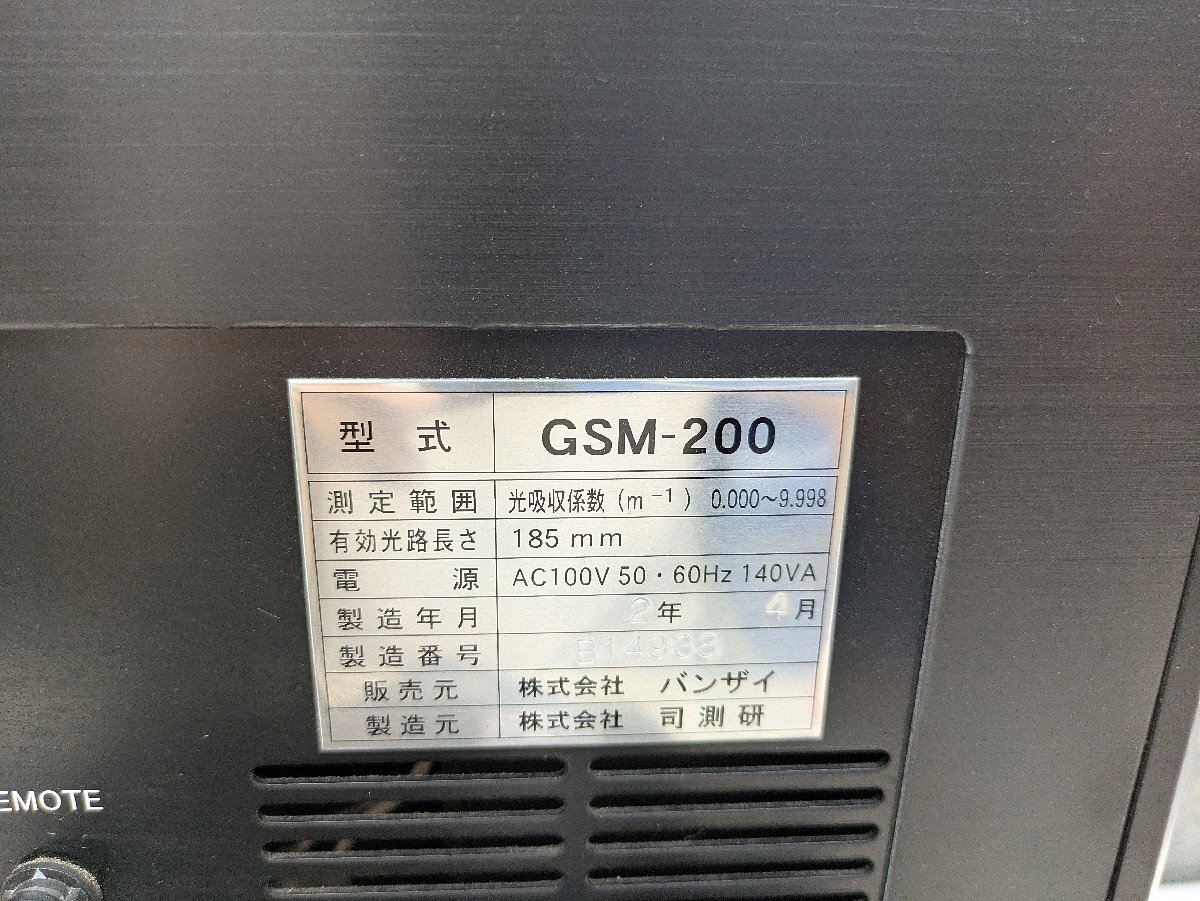 型式 GSM-200
測定範囲 光吸収係数(m⁻¹) 0.000〜9.998
有効光路長さ 185mm
電源 AC100V 50・60Hz 140VA
製造年月 2年 4月
製造番号 B14938
販売元 株式会社 バンザイ
製造元 株式会社 司測研
EMOTE